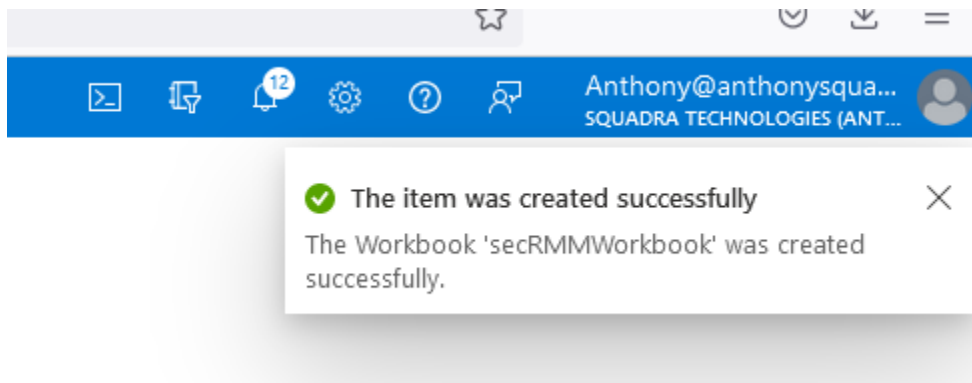 12
Anthony@anthonysqua...
SQUADRA TECHNOLOGIES (ANT...
The item was created successfully
The Workbook 'secRMMWorkbook' was created
successfully.